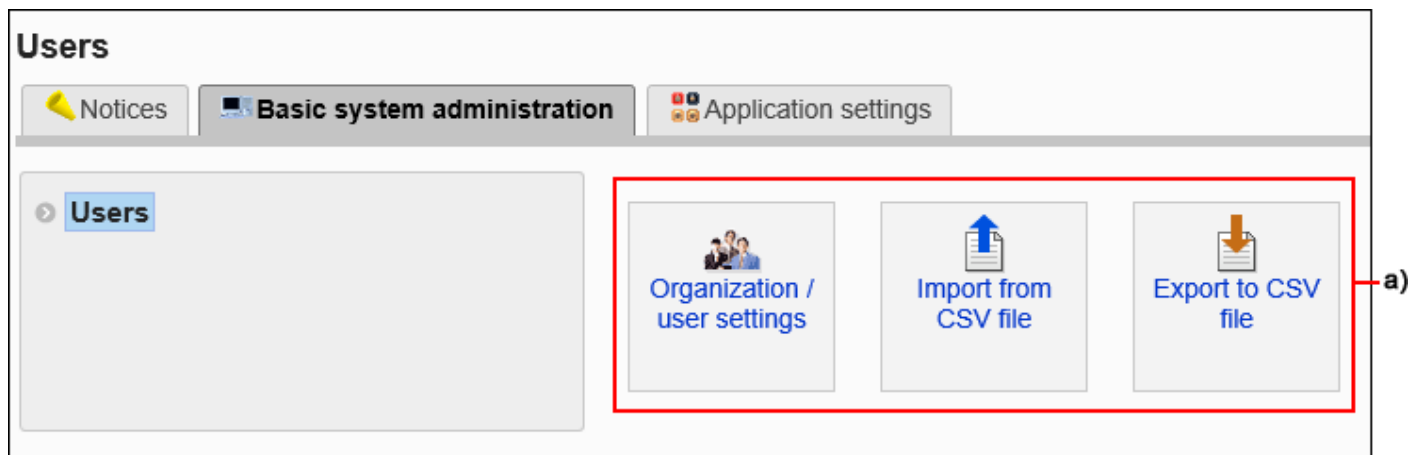 Users
Notices
Basic system administration
Application settings
Users
Organization /
user settings
Import from
CSV file
Export to CSV
file
a)